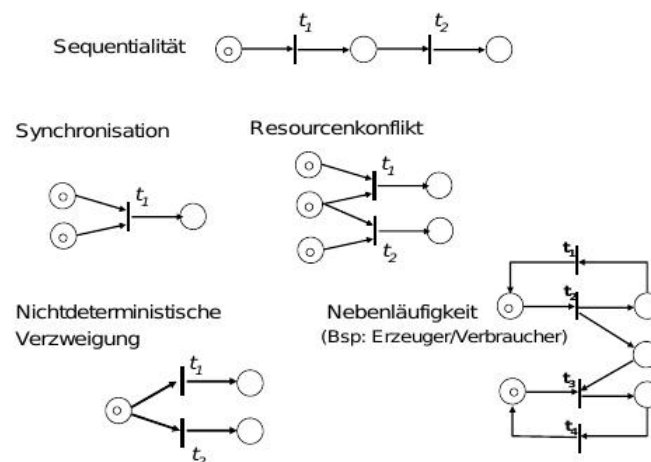 Sequentialität
t1
t2
Synchronisation
Resourcenkonflikt
t1
t1
t2
Nichtdeterministische
Verzweigung
t1
t2
Nebenläufigkeit
(Bsp: Erzeuger/Verbraucher)
t1
t2
t3
t4